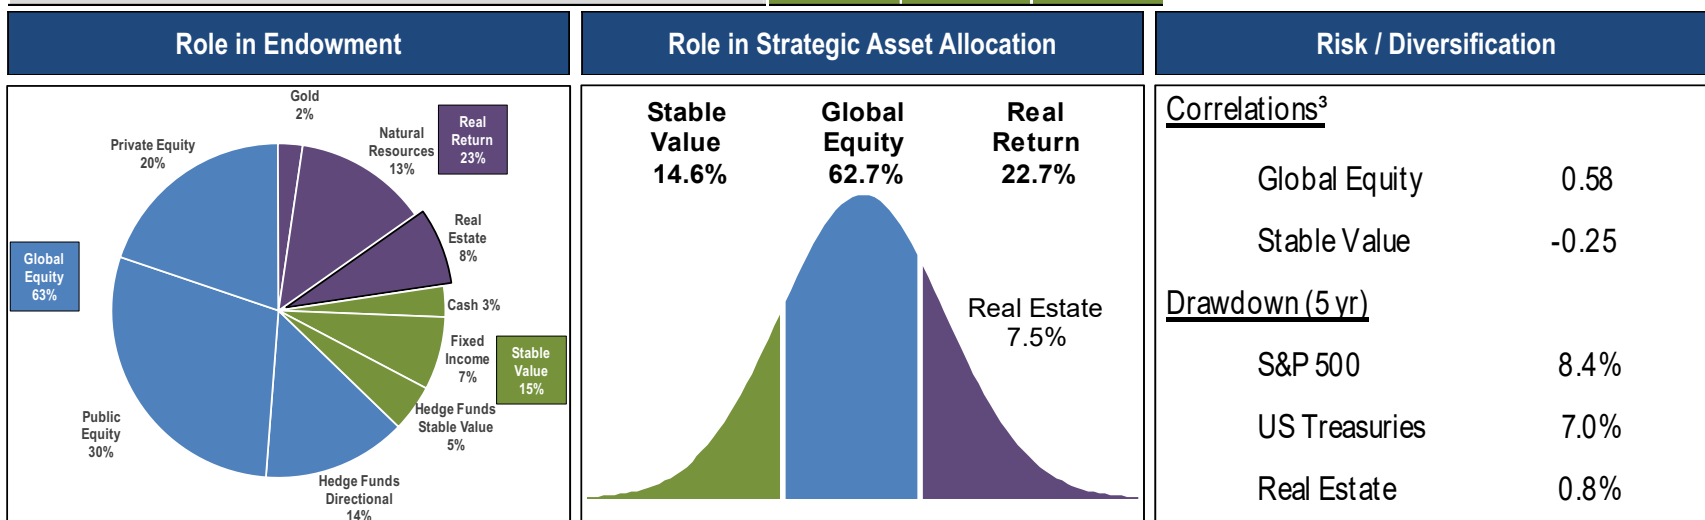 Role in Endowment
Gold
2%
Real
Return
23%
Natural
Resources
13%
Private Equity
20%
Real
Estate
8%
Global
Equity
63%
Cash 3%
Fixed
Income
7%
Stable
Value
15%
Hedge Funds
Stable Value
5%
Public
Equity
30%
Hedge Funds
Directional
14%
Role in Strategic Asset Allocation
Stable
Value
14.6%
Global
Equity
62.7%
Real
Return
22.7%
Real Estate
7.5%
Risk / Diversification
Correlations³
Global Equity 0.58
Stable Value -0.25
Drawdown (5 yr)
S&P 500 8.4%
US Treasuries 7.0%
Real Estate 0.8%